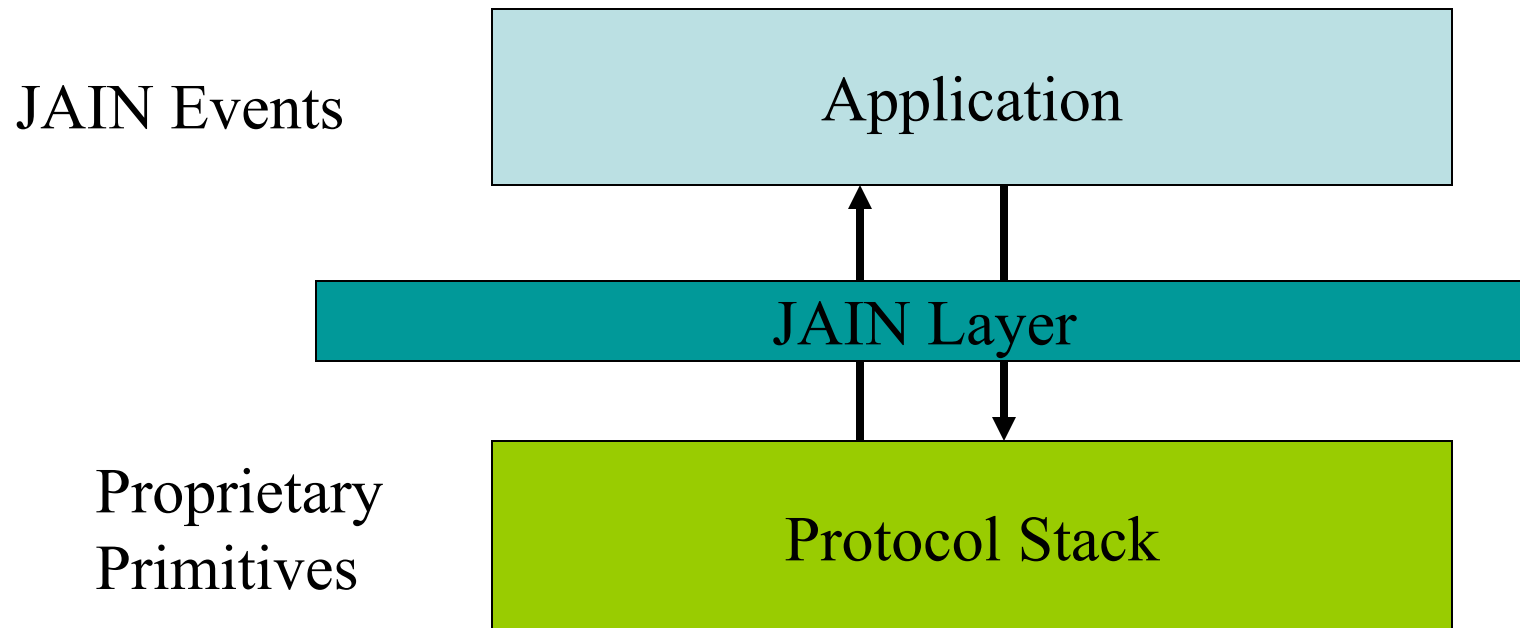 JAIN Events
Application
JAIN Layer
Proprietary
Primitives
Protocol Stack